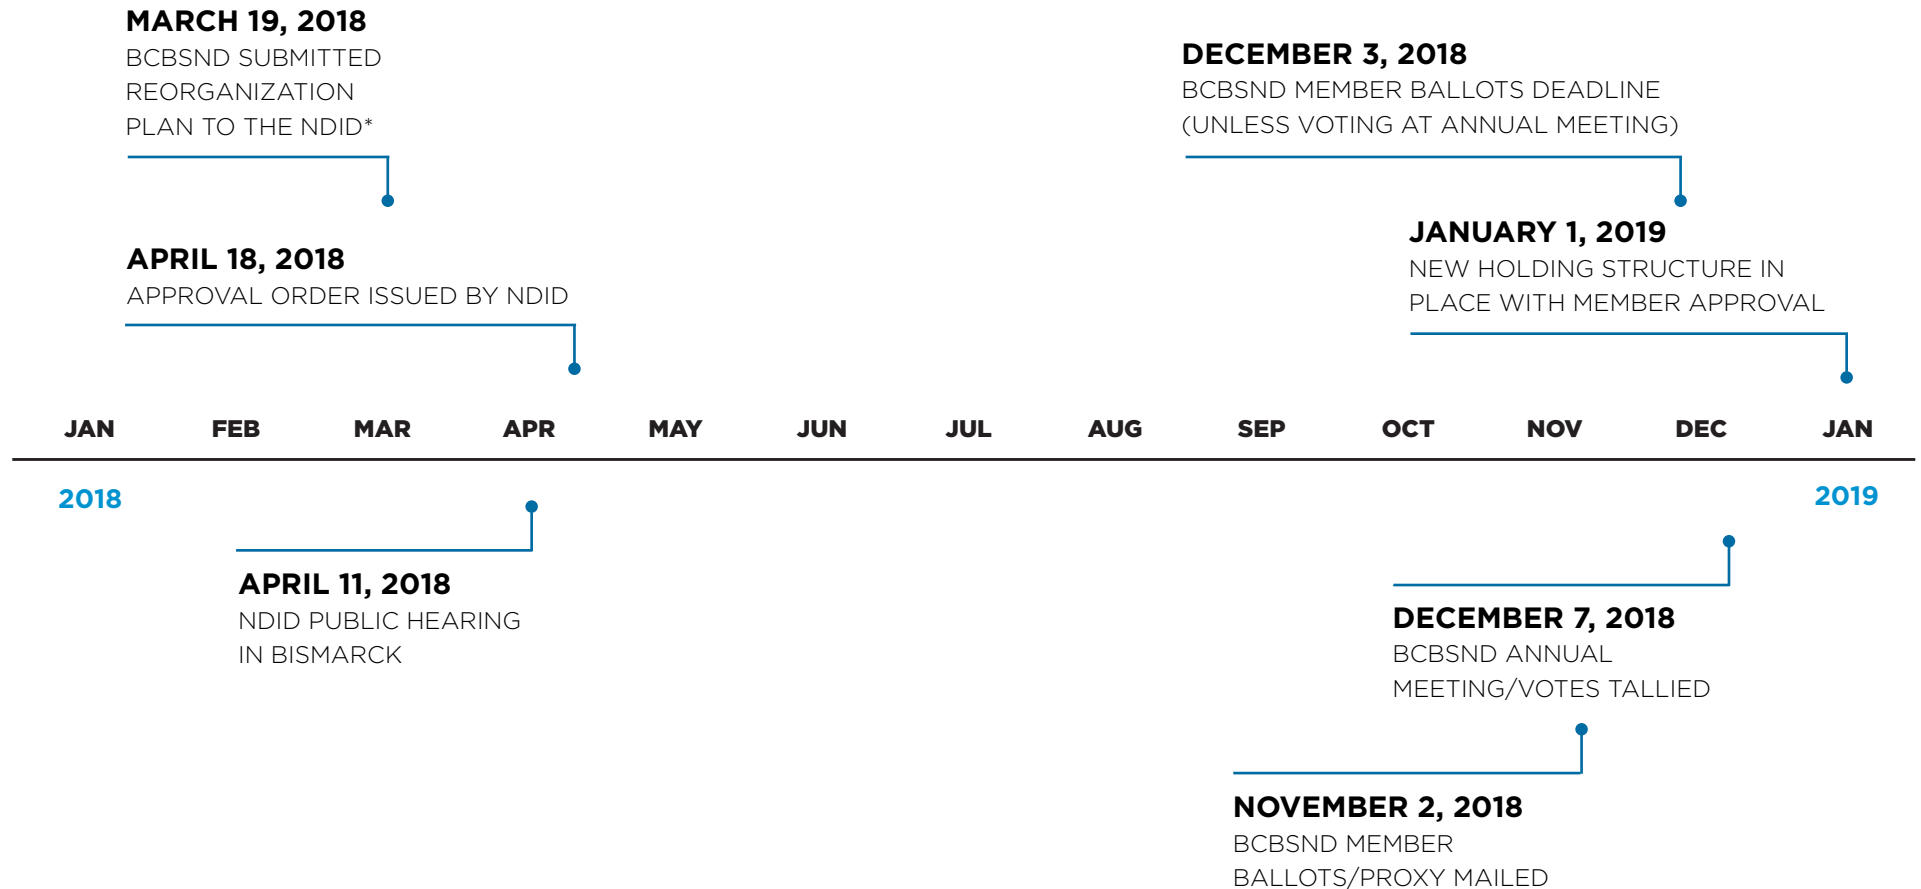 MARCH 19, 2018
BCBSND SUBMITTED
REORGANIZATION
PLAN TO THE NDID*
DECEMBER 3, 2018
BCBSND MEMBER BALLOTS DEADLINE
(UNLESS VOTING AT ANNUAL MEETING)
APRIL 18, 2018
APPROVAL ORDER ISSUED BY NDID
JANUARY 1, 2019
NEW HOLDING STRUCTURE IN
PLACE WITH MEMBER APPROVAL
JAN FEB MAR APR MAY JUN JUL AUG SEP OCT NOV DEC JAN
2018 2019
APRIL 11, 2018
NDID PUBLIC HEARING
IN BISMARCK
DECEMBER 7, 2018
BCBSND ANNUAL
MEETING/VOTES TALLIED
NOVEMBER 2, 2018
BCBSND MEMBER
BALLOTS/PROXY MAILED